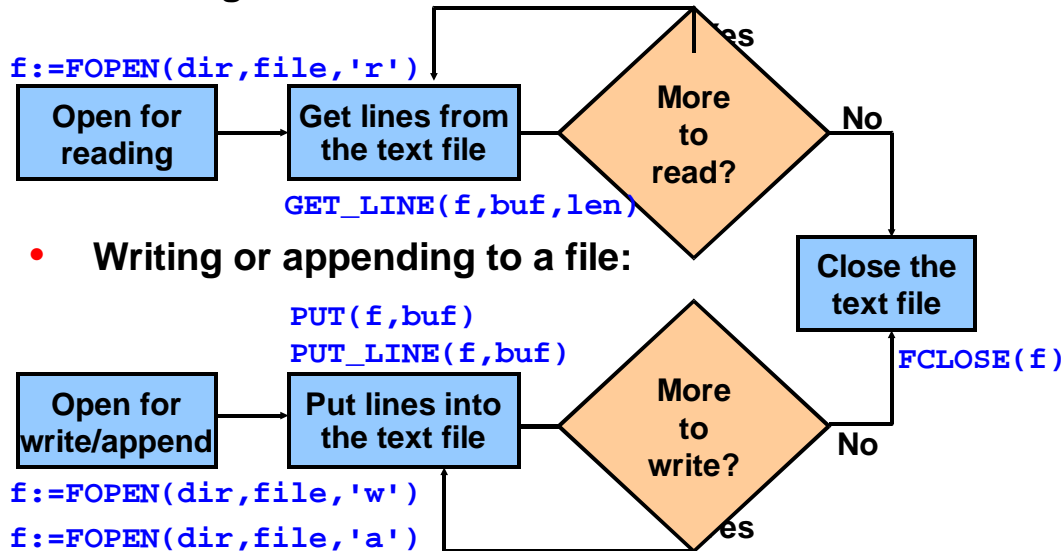 Yes
f:=FOPEN(dir,file,'r')
Open for
reading
Get lines from
the text file
More
to
read?
No
GET_LINE(f,buf,len)
• Writing or appending to a file:
Close the
text file
PUT(f,buf)
PUT_LINE(f,buf)
FCLOSE(f)
Open for
write/append
Put lines into
the text file
More
to
write?
No
f:=FOPEN(dir,file,'w')
f:=FOPEN(dir,file,'a')
Yes